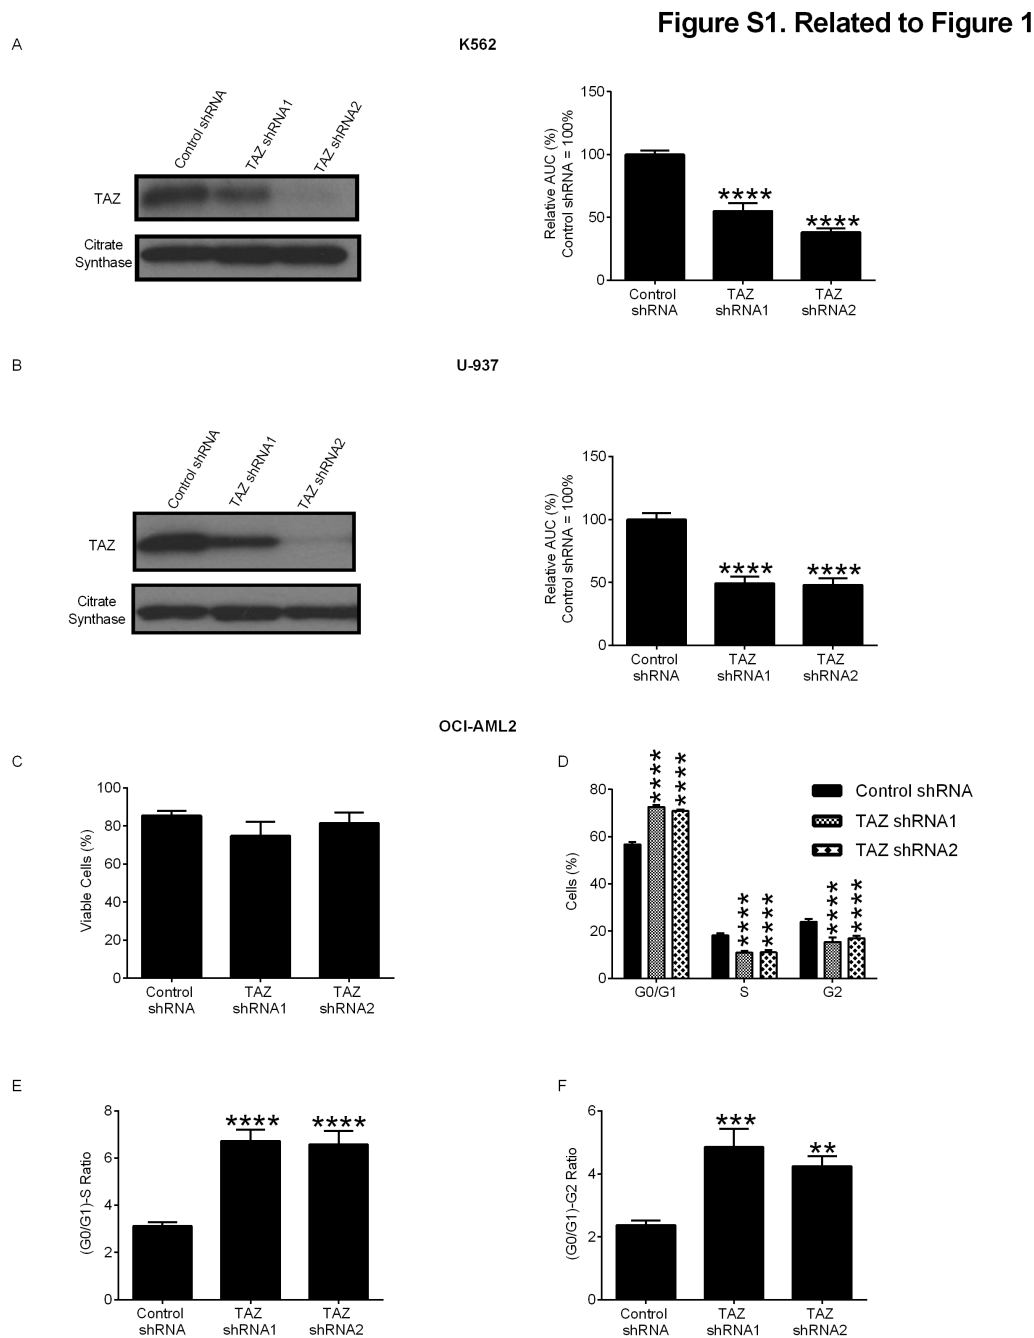 Figure S1. Related to Figure 1
A
K562
Control shRNA
TAZ shRNA1
TAZ shRNA2
TAZ
Citrate
Synthase
Relative AUC (%)
Control shRNA = 100%
150
100
50
0
Control
shRNA
TAZ
shRNA1
TAZ
shRNA2
****
****
B
U-937
Control shRNA
TAZ shRNA1
TAZ shRNA2
TAZ
Citrate
Synthase
Relative AUC (%)
Control shRNA = 100%
150
100
50
0
Control
shRNA
TAZ
shRNA1
TAZ
shRNA2
****
****
OCI-AML2
C
Viable Cells (%)
100
80
60
40
20
0
Control
shRNA
TAZ
shRNA1
TAZ
shRNA2
D
Cells (%)
80
60
40
20
0
G0/G1
S
G2
****
****
****
****
****
****
Control shRNA
TAZ shRNA1
TAZ shRNA2
E
(G0/G1)-S Ratio
8
6
4
2
0
Control
shRNA
TAZ
shRNA1
TAZ
shRNA2
****
****
F
(G0/G1)-G2 Ratio
6
4
2
0
Control
shRNA
TAZ
shRNA1
TAZ
shRNA2
***
**